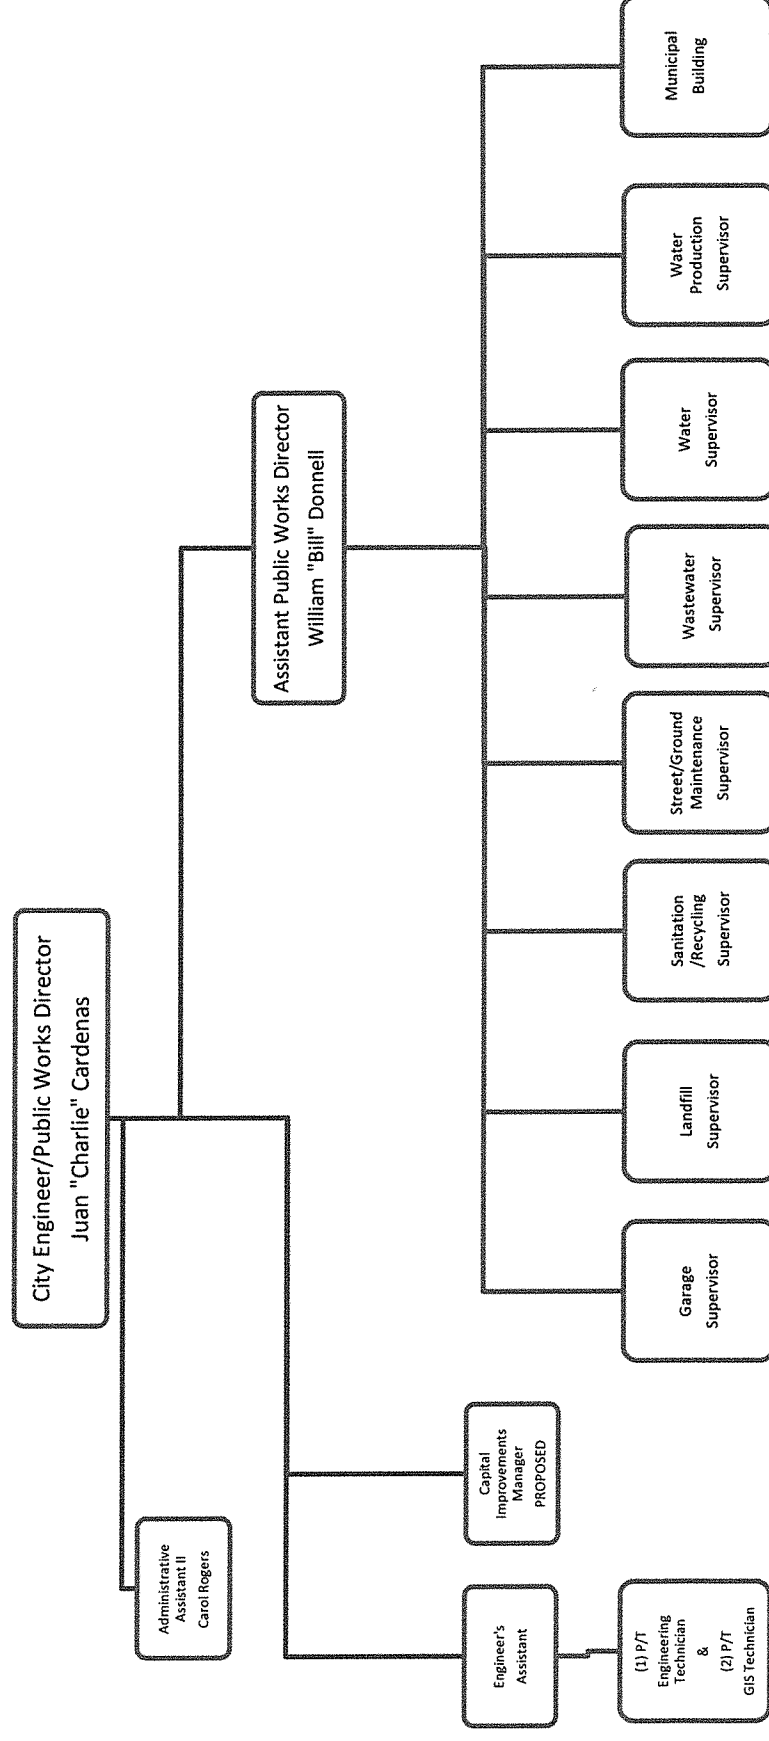 City Engineer/Public Works Director
Juan "Charlie" Cardenas
Administrative
Assistant II
Carol Rogers
Assistant Public Works Director
William "Bill" Donnell
Engineer's
Assistant
Capital
Improvements
Manager
PROPOSED
(1) P/T
Engineering
Technician
&
(2) P/T
GIS Technician
Garage
Supervisor
Landfill
Supervisor
Sanitation
/Recycling
Supervisor
Street/Ground
Maintenance
Supervisor
Wastewater
Supervisor
Water
Supervisor
Water
Production
Supervisor
Municipal
Building